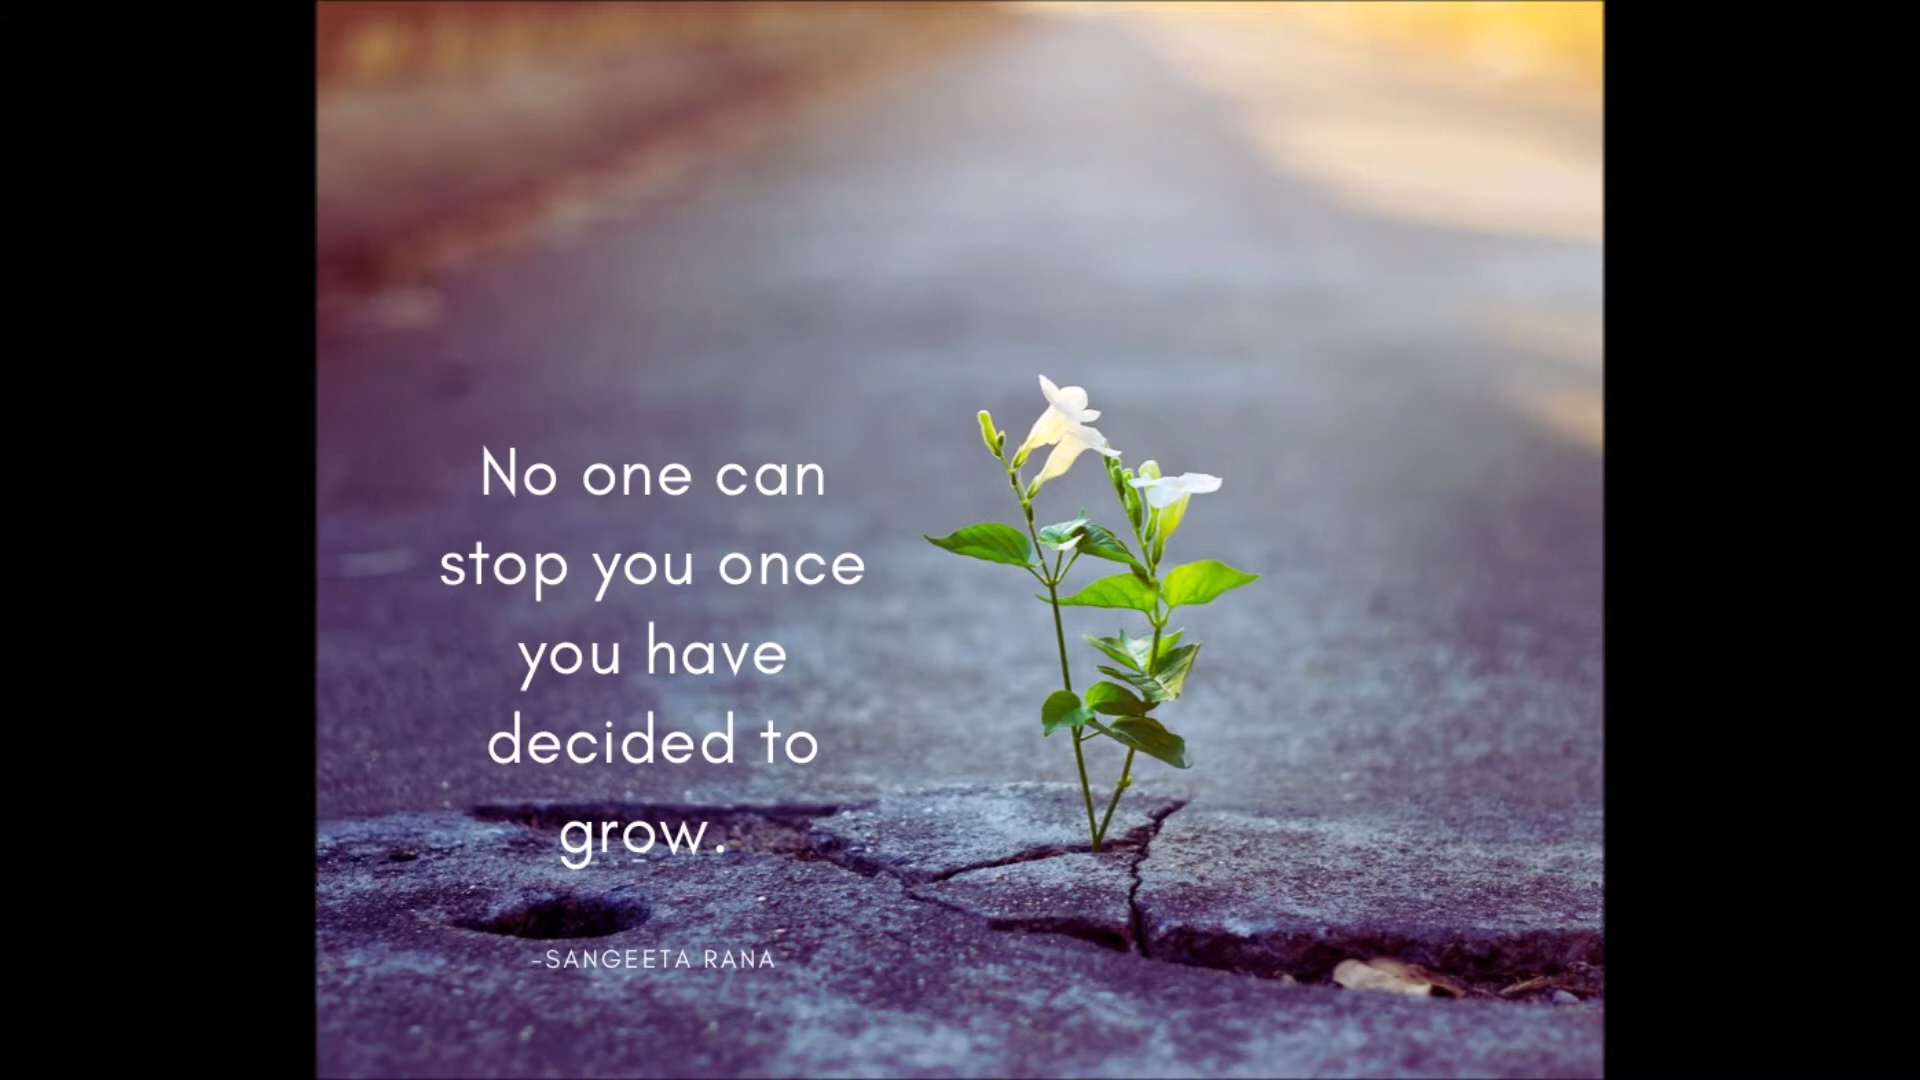 No one can
stop you once
you have
decided to
grow.
-SANGEETA RANA